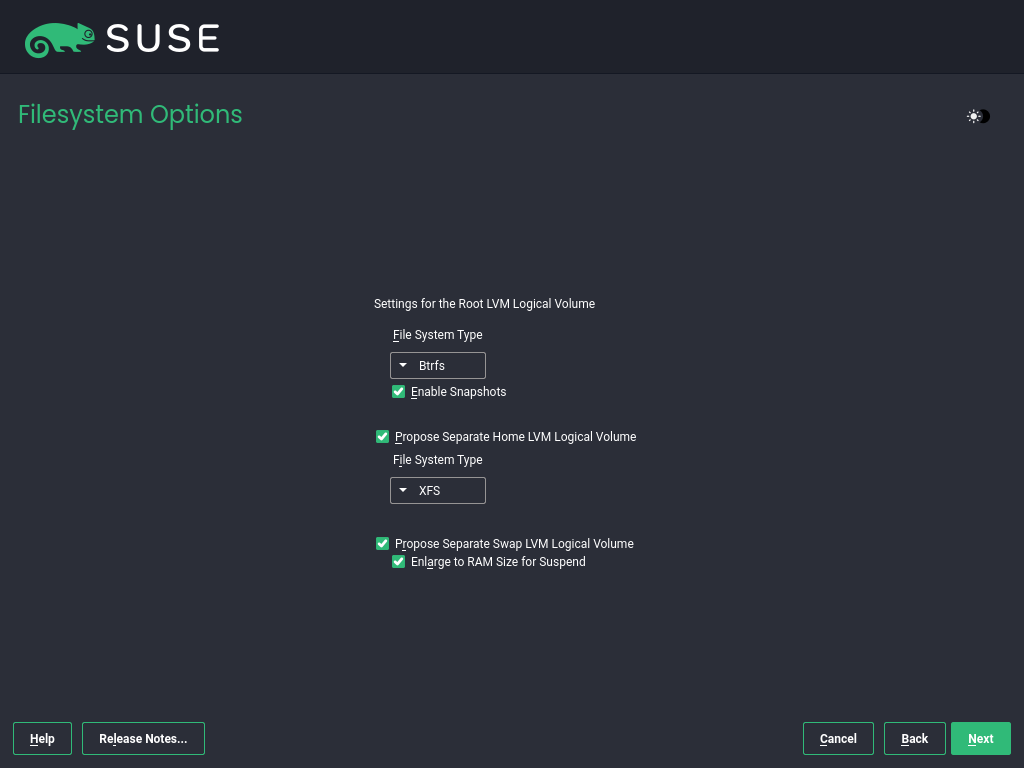 SUSE
Filesystem Options
Settings for the Root LVM Logical Volume
File System Type
Btrfs
Enable Snapshots
Propose Separate Home LVM Logical Volume
File System Type
XFS
Propose Separate Swap LVM Logical Volume
Enlarge to RAM Size for Suspend
Help Release Notes... Cancel Back Next